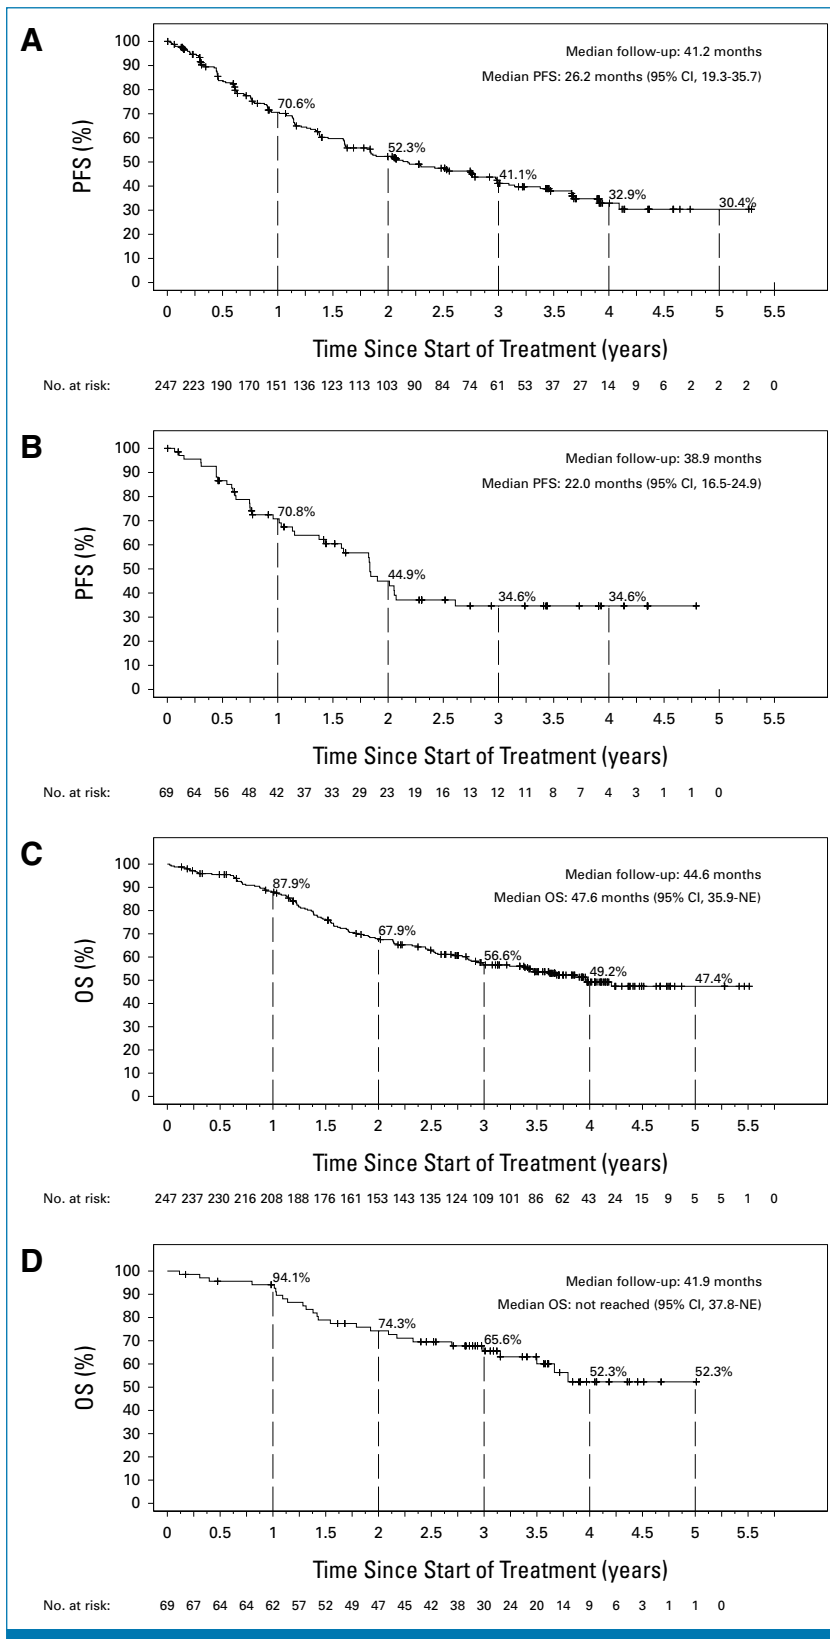 A
100
90
80
70
60
50
40
30
20
10
0
PFS (%)
Median follow-up: 41.2 months
Median PFS: 26.2 months (95% CI, 19.3-35.7)
70.6%
52.3%
41.1%
32.9%
30.4%
0 0.5 1 1.5 2 2.5 3 3.5 4 4.5 5 5.5
Time Since Start of Treatment (years)
No. at risk: 247 223 190 170 151 136 123 113 103 90 84 74 61 53 37 27 14 9 6 2 2 2 0
B
100
90
80
70
60
50
40
30
20
10
0
PFS (%)
Median follow-up: 38.9 months
Median PFS: 22.0 months (95% CI, 16.5-24.9)
70.8%
44.9%
34.6% 34.6%
0 0.5 1 1.5 2 2.5 3 3.5 4 4.5 5 5.5
Time Since Start of Treatment (years)
No. at risk: 69 64 56 48 42 37 33 29 23 19 16 13 12 11 8 7 4 3 1 1 0
C
100
90
80
70
60
50
40
30
20
10
0
OS (%)
Median follow-up: 44.6 months
Median OS: 47.6 months (95% CI, 35.9-NE)
87.9%
67.9%
56.6%
49.2%
47.4%
0 0.5 1 1.5 2 2.5 3 3.5 4 4.5 5 5.5
Time Since Start of Treatment (years)
No. at risk: 247 237 230 216 208 188 176 161 153 143 135 124 109 101 86 62 43 24 15 9 5 5 1 0
D
100
90
80
70
60
50
40
30
20
10
0
OS (%)
Median follow-up: 41.9 months
Median OS: not reached (95% CI, 37.8-NE)
94.1%
74.3%
65.6%
52.3% 52.3%
0 0.5 1 1.5 2 2.5 3 3.5 4 4.5 5 5.5
Time Since Start of Treatment (years)
No. at risk: 69 67 64 64 62 57 52 49 47 45 42 38 30 24 20 14 9 6 3 1 1 0